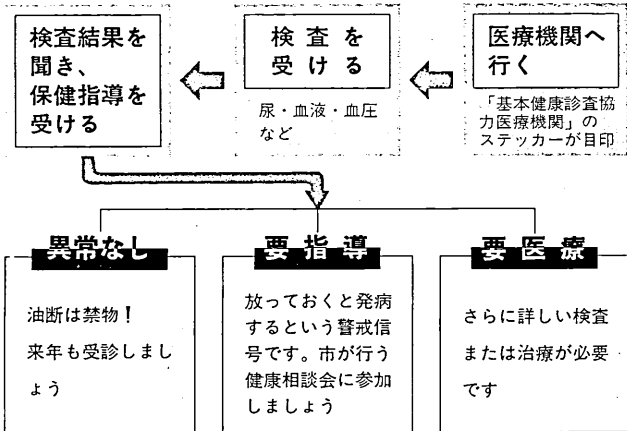 医療機関へ
行く
「基本健康診査協
力医療機関」の
ステッカーが目印
検査を
受ける
尿・血液・血圧
など
検査結果を
聞き、
保健指導を
受ける
異常なし
油断は禁物！
来年も受診しまし
ょう
要指導
放っておくと発病
するという警戒信
号です。市が行う
健康相談会に参加
しましょう
要医療
さらに詳しい検査
または治療が必要
です